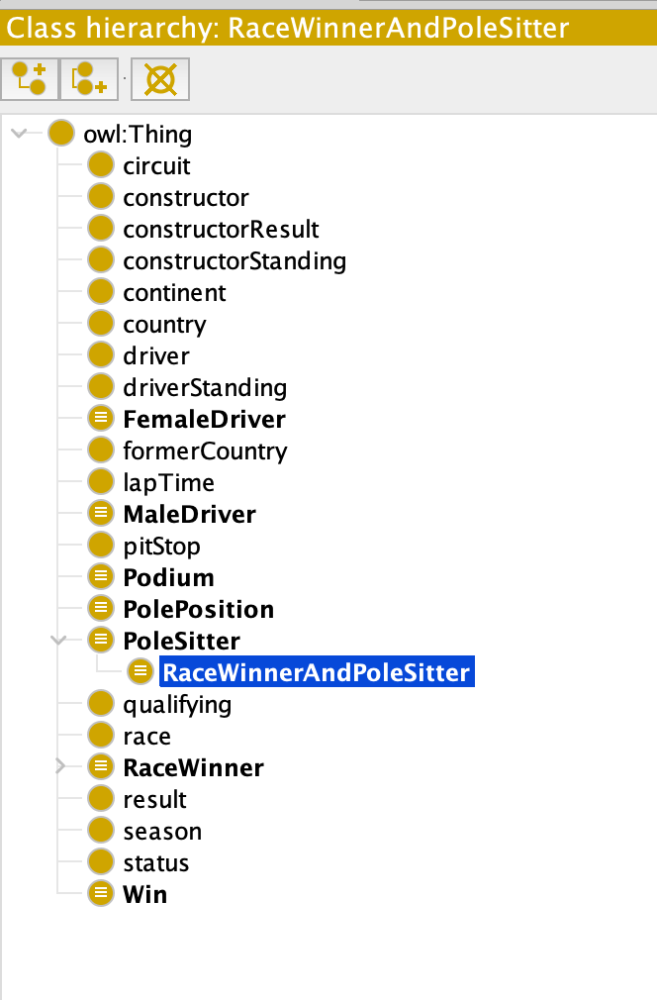 Class hierarchy: RaceWinnerAndPoleSitter
owl:Thing
circuit
constructor
constructorResult
constructorStanding
continent
country
driver
driverStanding
FemaleDriver
formerCountry
lapTime
MaleDriver
pitStop
Podium
PolePosition
PoleSitter
RaceWinnerAndPoleSitter
qualifying
race
RaceWinner
result
season
status
Win